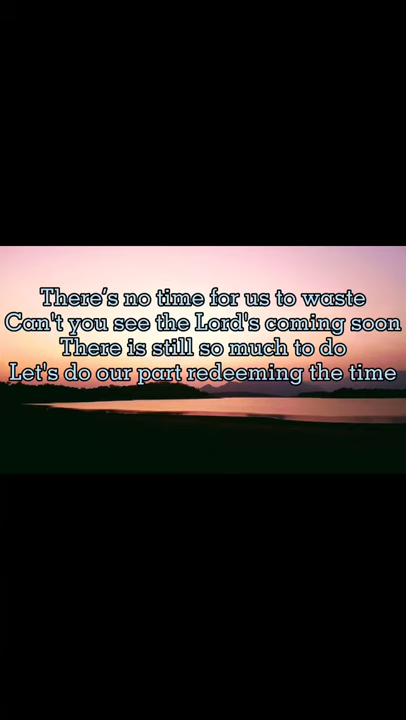 There's no time for us to waste
Can't you see the Lord's coming soon
There is still so much to do
Let's do our part redeeming the time